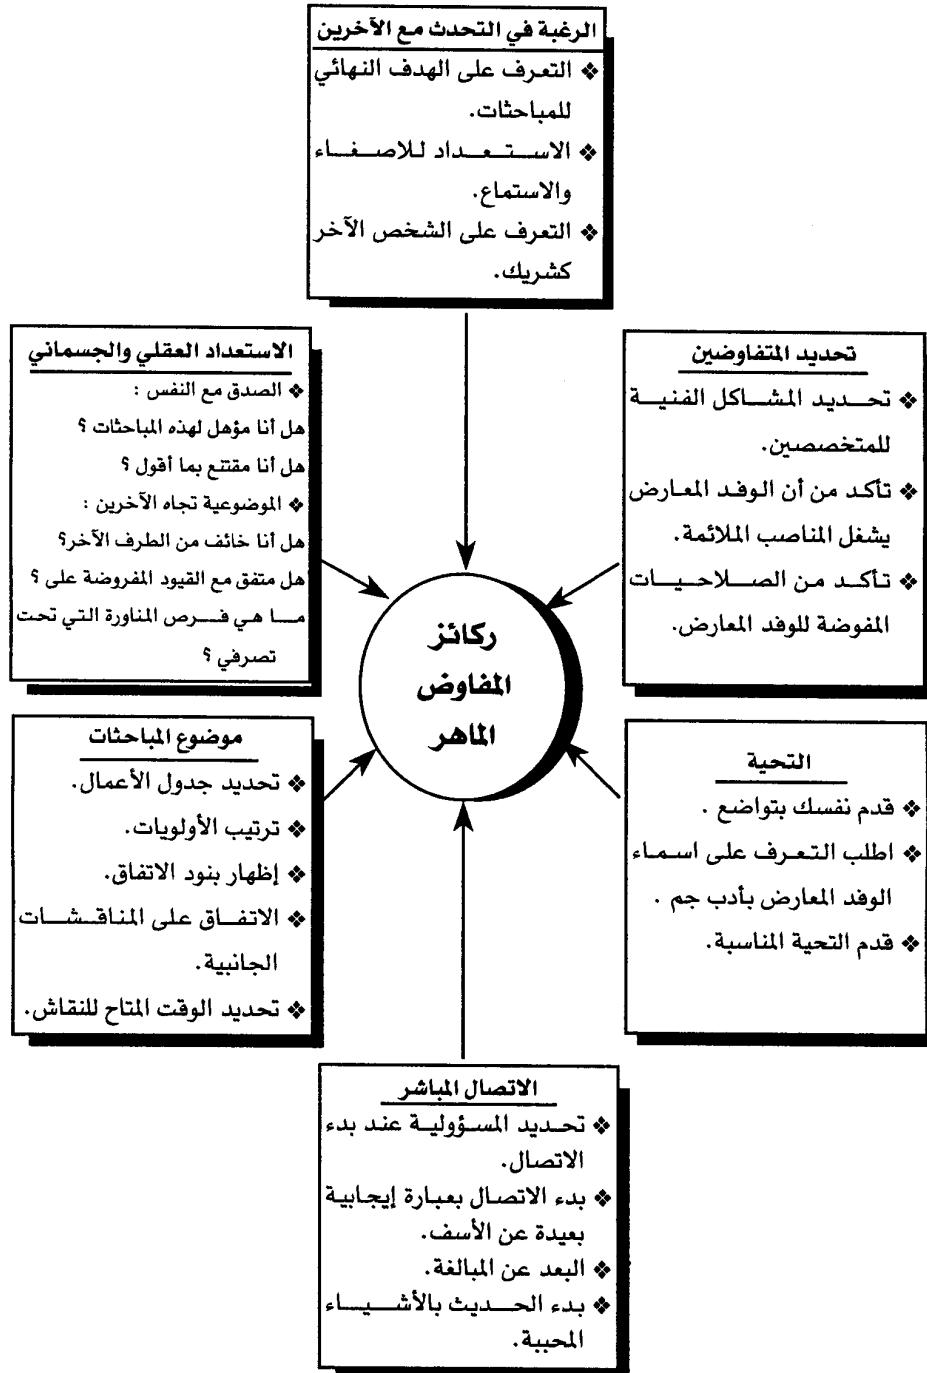 الرغبة في التحدث مع الآخرين
❖ التعرف على الهدف النهائي
للمباحثات.
❖ الاستعداد للاصغاء
والاستماع.
❖ التعرف على الشخص الآخر
كشريك.
تحديد المتفاوضين
❖ تحديد المشاكل الفنية
للمتخصصين.
❖ تأكد من أن الوفد المعارض
يشغل المناصب الملائمة.
❖ تأكد من الصلاحيات
المفوضة للوفد المعارض.
الاستعداد العقلي والجسماني
❖ الصدق مع النفس :
هل أنا مؤهل لهذه المباحثات ؟
هل أنا مقتنع بما أقول ؟
❖ الموضوعية تجاه الآخرين :
هل أنا خائف من الطرف الآخر؟
هل متفق مع القيود المفروضة على ؟
ما هي فرص المناورة التي تحت
تصرفي ؟
ركائز
المفاوض
الماهر
التحية
❖ قدم نفسك بتواضع .
❖ اطلب التعرف على اسماء
الوفد المعارض بأدب جم .
❖ قدم التحية المناسبة.
موضوع المباحثات
❖ تحديد جدول الأعمال.
❖ ترتيب الأولويات.
❖ إظهار بنود الاتفاق.
❖ الاتفاق على المناقشات
الجانبية.
❖ تحديد الوقت المتاح للنقاش.
الاتصال المباشر
❖ تحديد المسؤولية عند بدء
الاتصال.
❖ بدء الاتصال بعبارة إيجابية
بعيدة عن الأسف.
❖ البعد عن المبالغة.
❖ بدء الحديث بالأشياء
المحببة.